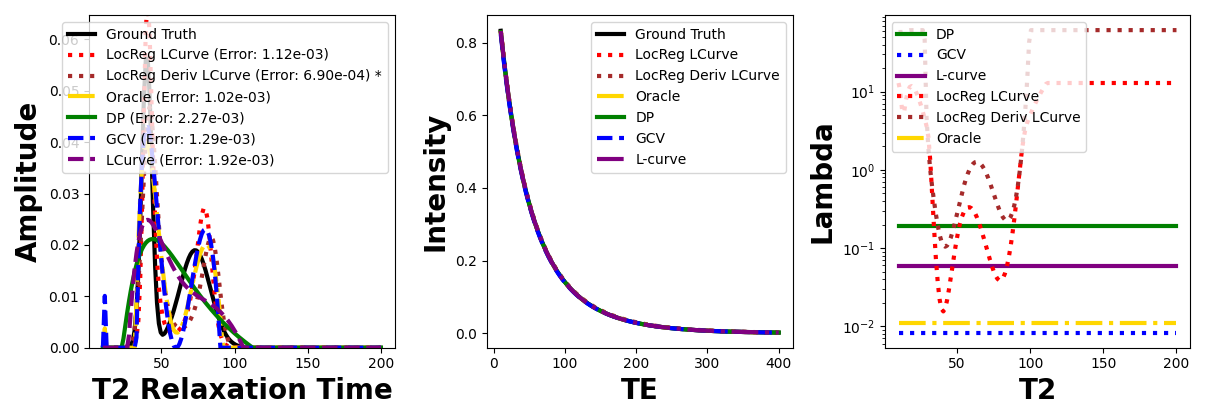 Amplitude
0.06
0.05
0.04
0.03
0.02
0.01
0.00
Ground Truth
LocReg LCurve (Error: 1.12e-03)
LocReg Deriv LCurve (Error: 6.90e-04) *
Oracle (Error: 1.02e-03)
DP (Error: 2.27e-03)
GCV (Error: 1.29e-03)
LCurve (Error: 1.92e-03)
50
100
150
200
T2 Relaxation Time
Intensity
0.8
0.6
0.4
0.2
0.0
Ground Truth
LocReg LCurve
LocReg Deriv LCurve
Oracle
DP
GCV
L-curve
0
100
200
300
400
TE
Lambda
10¹
10⁰
10⁻¹
10⁻²
DP
GCV
L-curve
LocReg LCurve
LocReg Deriv LCurve
Oracle
50
100
150
200
T2